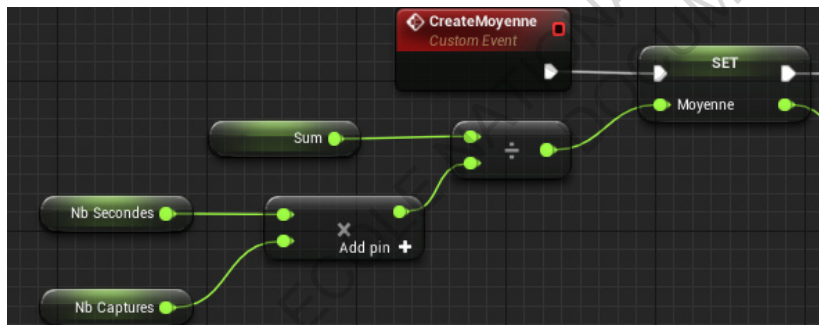 CreateMoyenne
Custom Event
SET
Moyenne
Sum
÷
Nb Secondes
×
Add pin +
Nb Captures